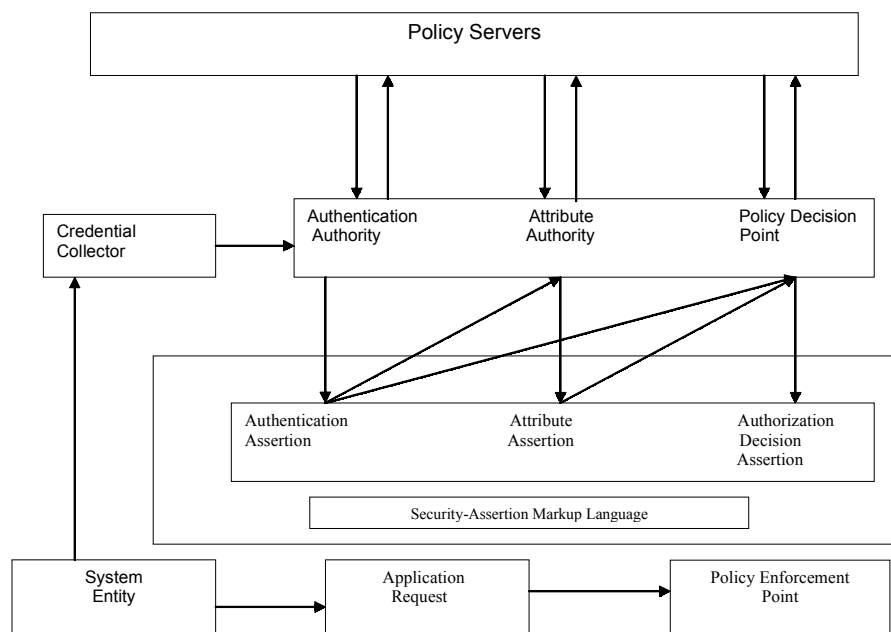 Policy Servers
Authentication
Authority
Attribute
Authority
Policy Decision
Point
Credential
Collector
Authentication
Assertion
Attribute
Assertion
Authorization
Decision
Assertion
Security-Assertion Markup Language
System
Entity
Application
Request
Policy Enforcement
Point